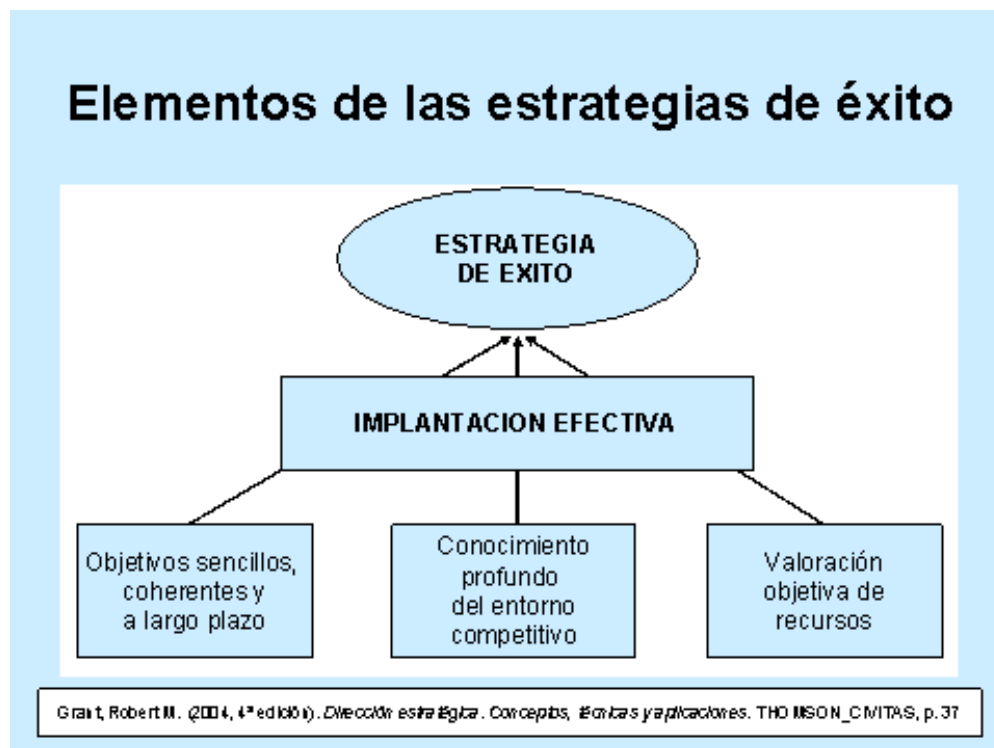 Elementos de las estrategias de éxito
ESTRATEGIA
DE EXITO
IMPLANTACION EFECTIVA
Objetivos sencillos,
coherentes y
a largo plazo
Conocimiento
profundo
del entorno
competitivo
Valoración
objetiva de
recursos
Grant, Robert M. (2004, 4ª edición). Dirección estratégica. Conceptos, técnicas y aplicaciones. THOMSON_CIVITAS, p. 37